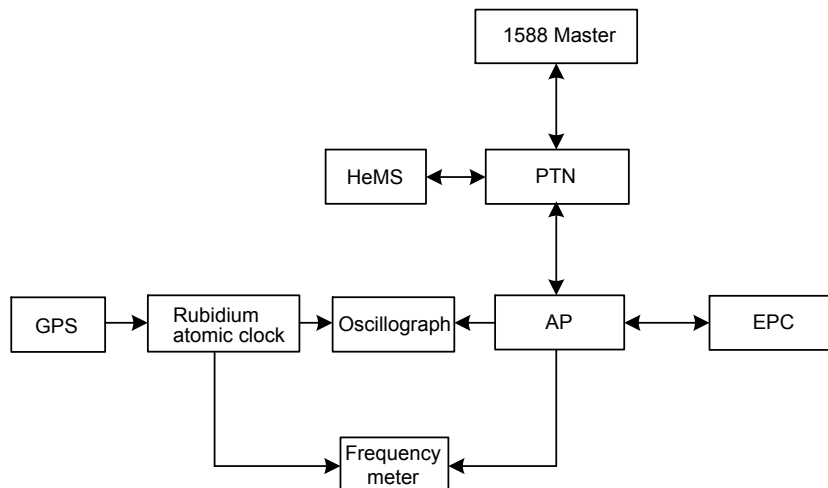 1588 Master
HeMS
PTN
GPS
Rubidium
atomic clock
Oscillograph
AP
EPC
Frequency
meter